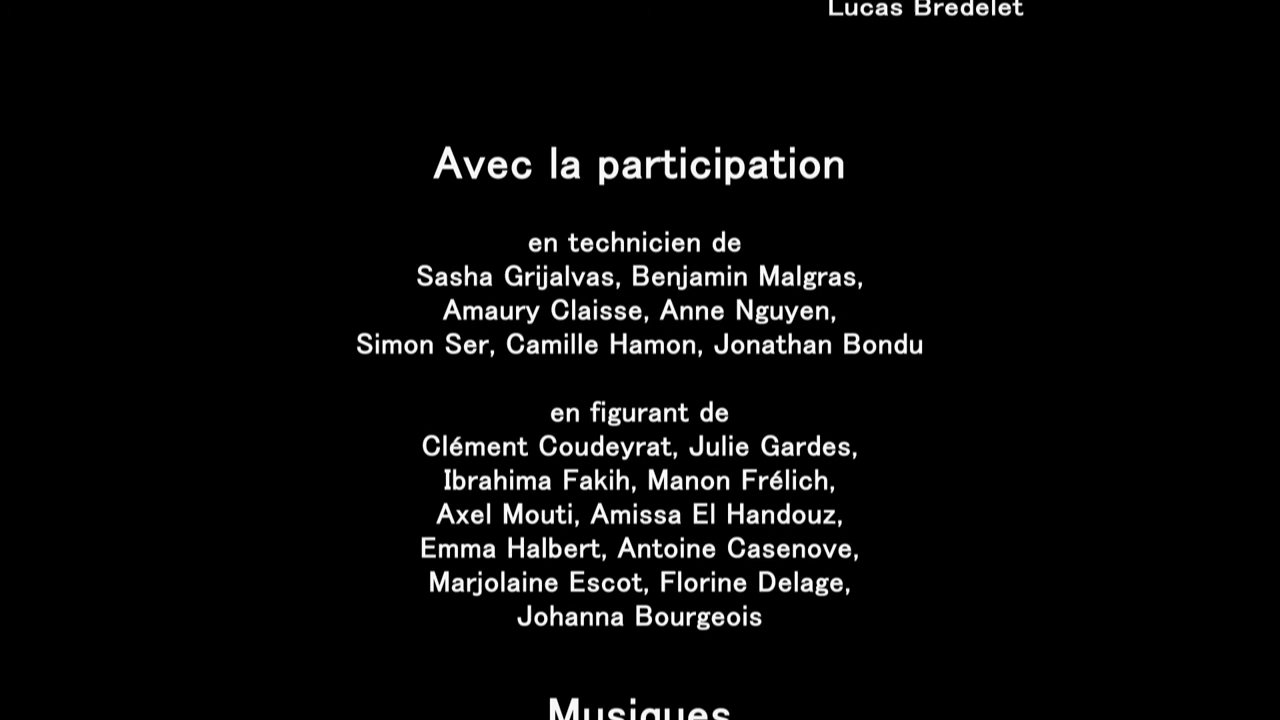 Lucas Bredelet
Avec la participation
en technicien de
Sasha Grijalvas, Benjamin Malgras,
Amaury Claisse, Anne Nguyen,
Simon Ser, Camille Hamon, Jonathan Bondu
en figurant de
Clément Coudeyrat, Julie Gardes,
Ibrahima Fakih, Manon Frélich,
Axel Mouti, Amissa El Handouz,
Emma Halbert, Antoine Casenove,
Marjolaine Escot, Florine Delage,
Johanna Bourgeois
Musiques